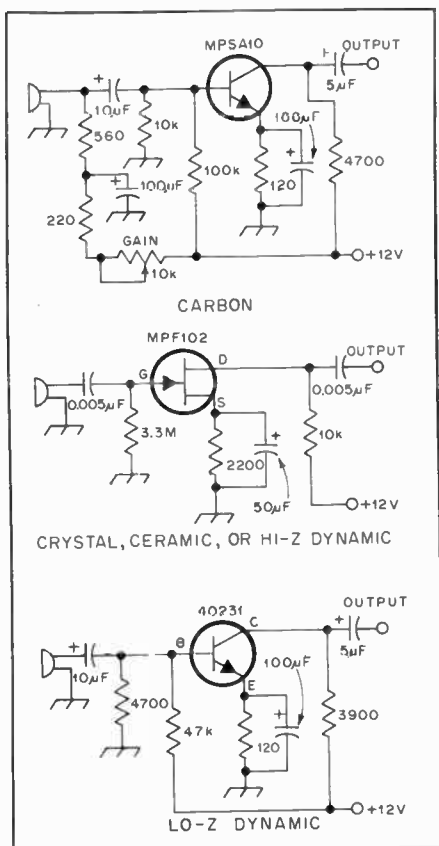 MPSA10
OUTPUT
+
10µF
+
5µF
560
10k
100k
100µF
+
+
100µF
120
4700
220
GAIN
10k
+12V
CARBON
MPF102
OUTPUT
D
G
0.005µF
0.005µF
S
3.3M
+
2200
10k
50µF
+12V
CRYSTAL, CERAMIC, OR HI-Z DYNAMIC
40231
OUTPUT
C
+
B
+
5µF
10µF
100µF
E
4700
+
47k
120
3900
+12V
LO-Z DYNAMIC